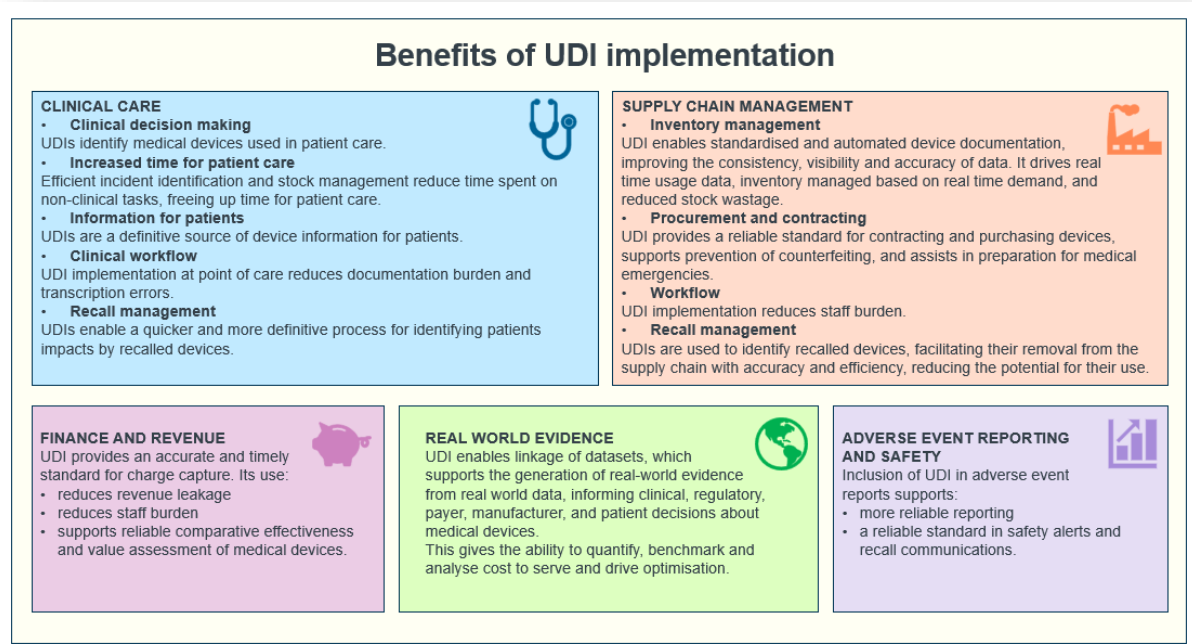 Benefits of UDI implementation
CLINICAL CARE
• Clinical decision making
UDIs identify medical devices used in patient care.
• Increased time for patient care
Efficient incident identification and stock management reduce time spent on
non-clinical tasks, freeing up time for patient care.
• Information for patients
UDIs are a definitive source of device information for patients.
• Clinical workflow
UDI implementation at point of care reduces documentation burden and
transcription errors.
• Recall management
UDIs enable a quicker and more definitive process for identifying patients
impacts by recalled devices.
SUPPLY CHAIN MANAGEMENT
• Inventory management
UDI enables standardised and automated device documentation,
improving the consistency, visibility and accuracy of data. It drives real
time usage data, inventory managed based on real time demand, and
reduced stock wastage.
• Procurement and contracting
UDI provides a reliable standard for contracting and purchasing devices,
supports prevention of counterfeiting, and assists in preparation for medical
emergencies.
• Workflow
UDI implementation reduces staff burden.
• Recall management
UDIs are used to identify recalled devices, facilitating their removal from the
supply chain with accuracy and efficiency, reducing the potential for their use.
FINANCE AND REVENUE
UDI provides an accurate and timely
standard for charge capture. Its use:
• reduces revenue leakage
• reduces staff burden
• supports reliable comparative effectiveness
and value assessment of medical devices.
REAL WORLD EVIDENCE
UDI enables linkage of datasets, which
supports the generation of real-world evidence
from real world data, informing clinical, regulatory,
payer, manufacturer, and patient decisions about
medical devices.
This gives the ability to quantify, benchmark and
analyse cost to serve and drive optimisation.
ADVERSE EVENT REPORTING
AND SAFETY
Inclusion of UDI in adverse event
reports supports:
• more reliable reporting
• a reliable standard in safety alerts and
recall communications.